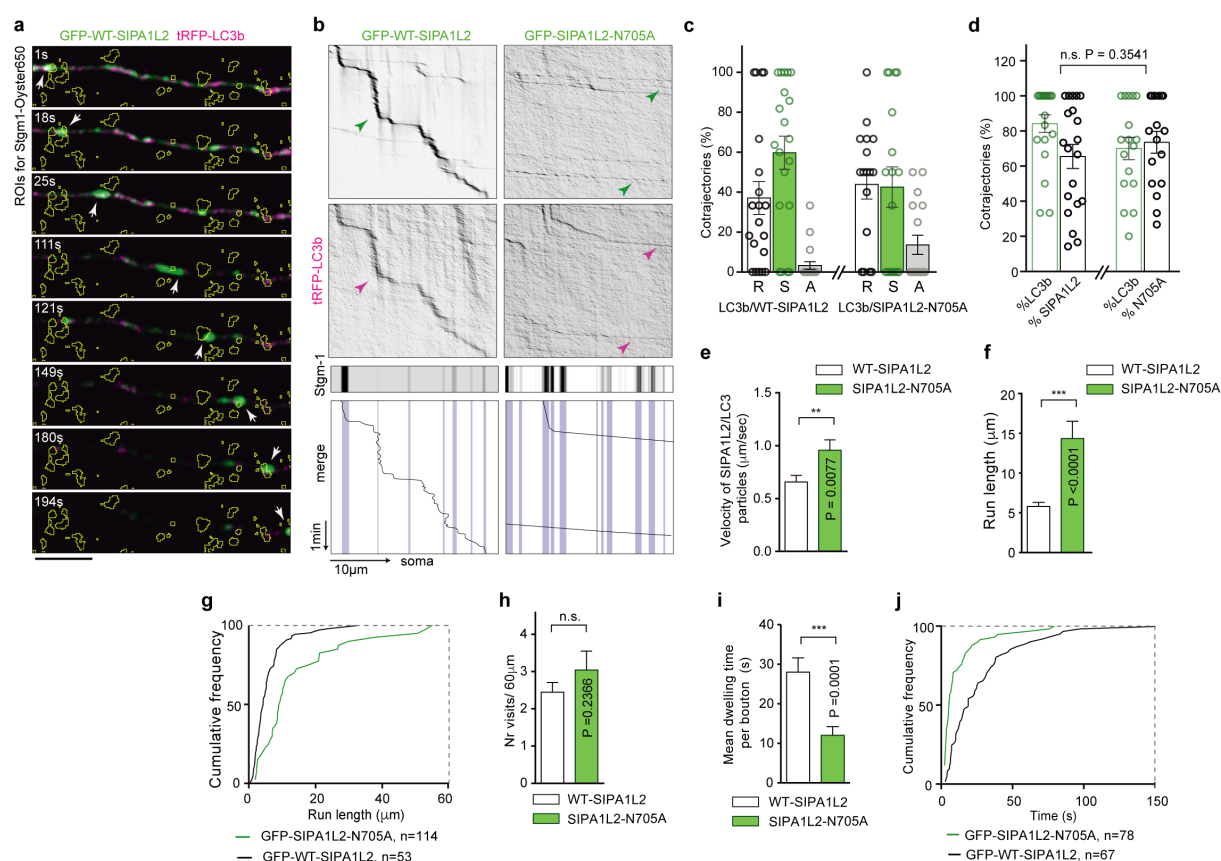 a
GFP-WT-SIPA1L2 tRFP-LC3b
ROIs for Stgm1-Oyster650
1s
18s
25s
111s
121s
149s
180s
194s
b
GFP-WT-SIPA1L2
GFP-SIPA1L2-N705A
tRFP-LC3b
Stgm-1
merge
1min
10μm
soma
c
Cotrajectories (%)
120
100
80
60
40
20
0
R S A R S A
LC3b/WT-SIPA1L2 LC3b/SIPA1L2-N705A
d
n.s. P = 0.3541
Cotrajectories (%)
120
100
80
60
40
20
0
%LC3b
% SIPA1L2
%LC3b
% N705A
e
WT-SIPA1L2
SIPA1L2-N705A
Velocity of SIPA1L2/LC3
particles (μm/sec)
1.5
1.0
0.5
0.0
**
P = 0.0077
f
WT-SIPA1L2
SIPA1L2-N705A
Run length (μm)
20
15
10
5
0
***
P <0.0001
g
Cumulative frequency
100
50
0
0 20 40 60
Run length (μm)
GFP-SIPA1L2-N705A, n=114
GFP-WT-SIPA1L2, n=53
h
n.s.
Nr visits/ 60μm
4
3
2
1
0
P =0.2366
WT-SIPA1L2
SIPA1L2-N705A
i
***
Mean dwelling time
per bouton (s)
40
30
20
10
0
P =0.0001
WT-SIPA1L2
SIPA1L2-N705A
j
Cumulative frequency
100
50
0
0 50 100 150
Time (s)
GFP-SIPA1L2-N705A, n=78
GFP-WT-SIPA1L2, n=67